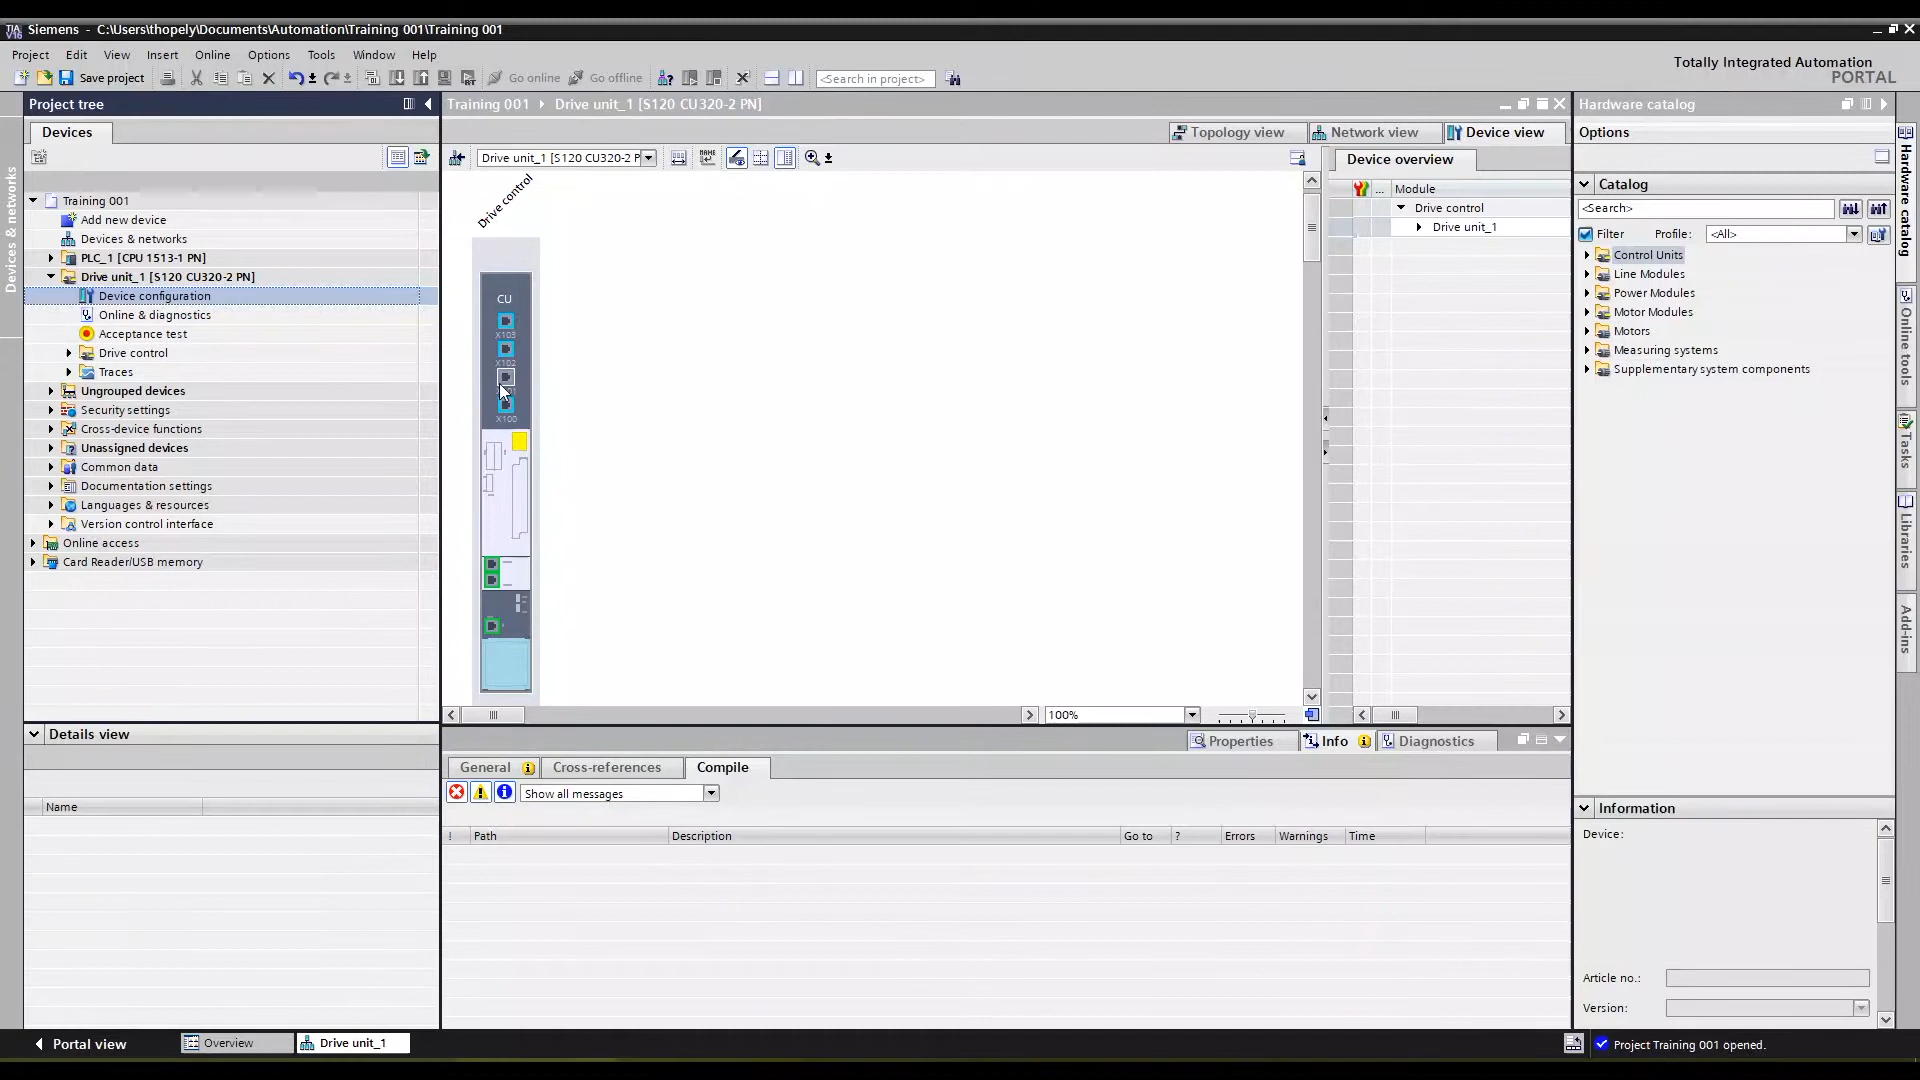 TIA
V16
Siemens - C:\Users\thopely\Documents\Automation\Training 001\Training 001
Project Edit View Insert Online Options Tools Window Help
Totally Integrated Automation
PORTAL
Save project
Go online
Go offline
<Search in project>
Project tree
Devices
Devices & networks
Training 001
Add new device
Devices & networks
PLC_1 [CPU 1513-1 PN]
Drive unit_1 [S120 CU320-2 PN]
Device configuration
Online & diagnostics
Acceptance test
Drive control
Traces
Ungrouped devices
Security settings
Cross-device functions
Unassigned devices
Common data
Documentation settings
Languages & resources
Version control interface
Online access
Card Reader/USB memory
Details view
Name
Training 001 Drive unit_1 [S120 CU320-2 PN]
Topology view
Network view
Device view
Drive unit_1 [S120 CU320-2 P
Drive control
CU
X103
X102
X100
100%
Device overview
... Module
Drive control
Drive unit_1
Properties
Info
Diagnostics
General
Cross-references
Compile
Show all messages
! Path Description Go to ? Errors Warnings Time
Hardware catalog
Options
Catalog
<Search>
Filter Profile: <All>
Control Units
Line Modules
Power Modules
Motor Modules
Motors
Measuring systems
Supplementary system components
Information
Device:
Article no.:
Version:
Hardware catalog
Online tools
Tasks
Libraries
Add-ins
Portal view
Overview
Drive unit_1
Project Training 001 opened.